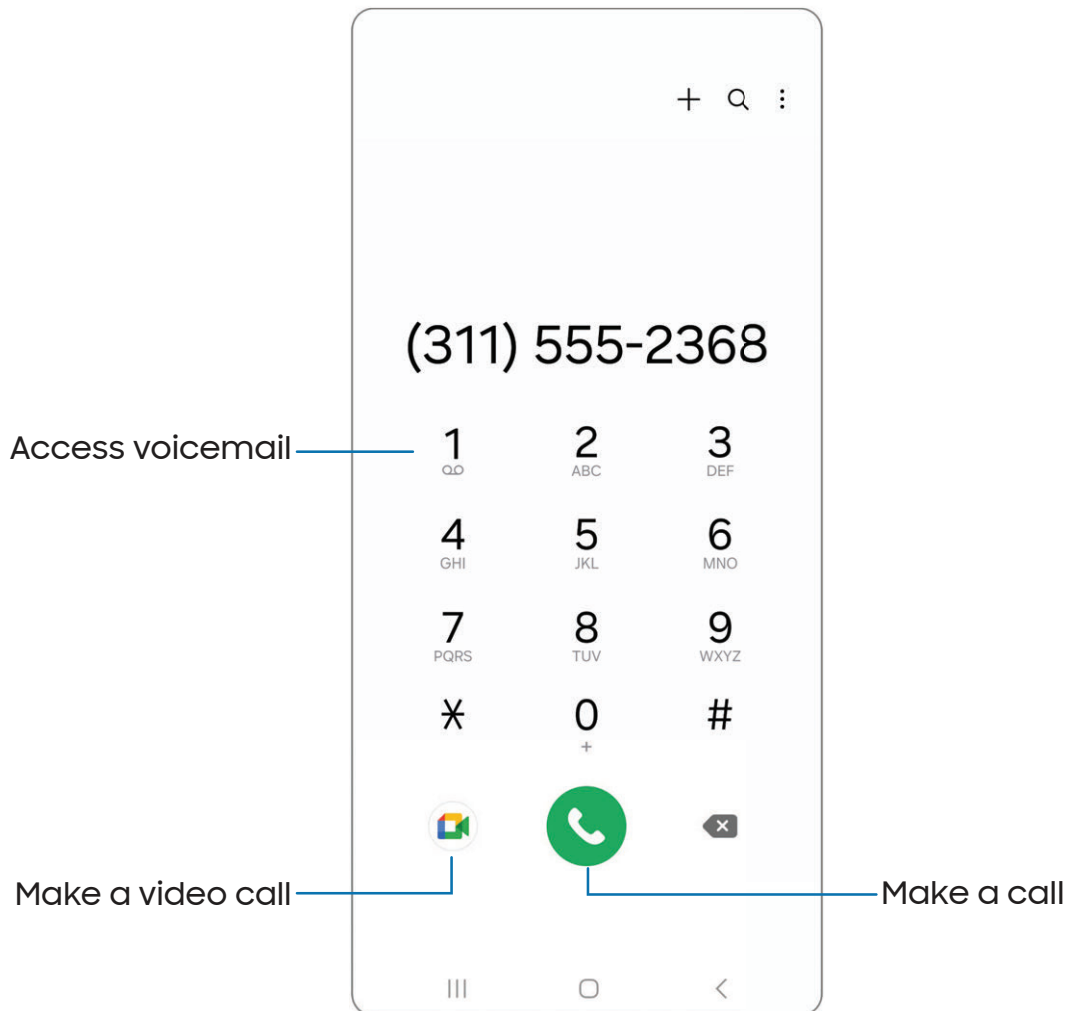 (311) 555-2368
Access voicemail
1 2 3
ABC DEF
4 5 6
GHI JKL MNO
7 8 9
PQRS TUV WXYZ
* 0 #
+
Make a video call
Make a call